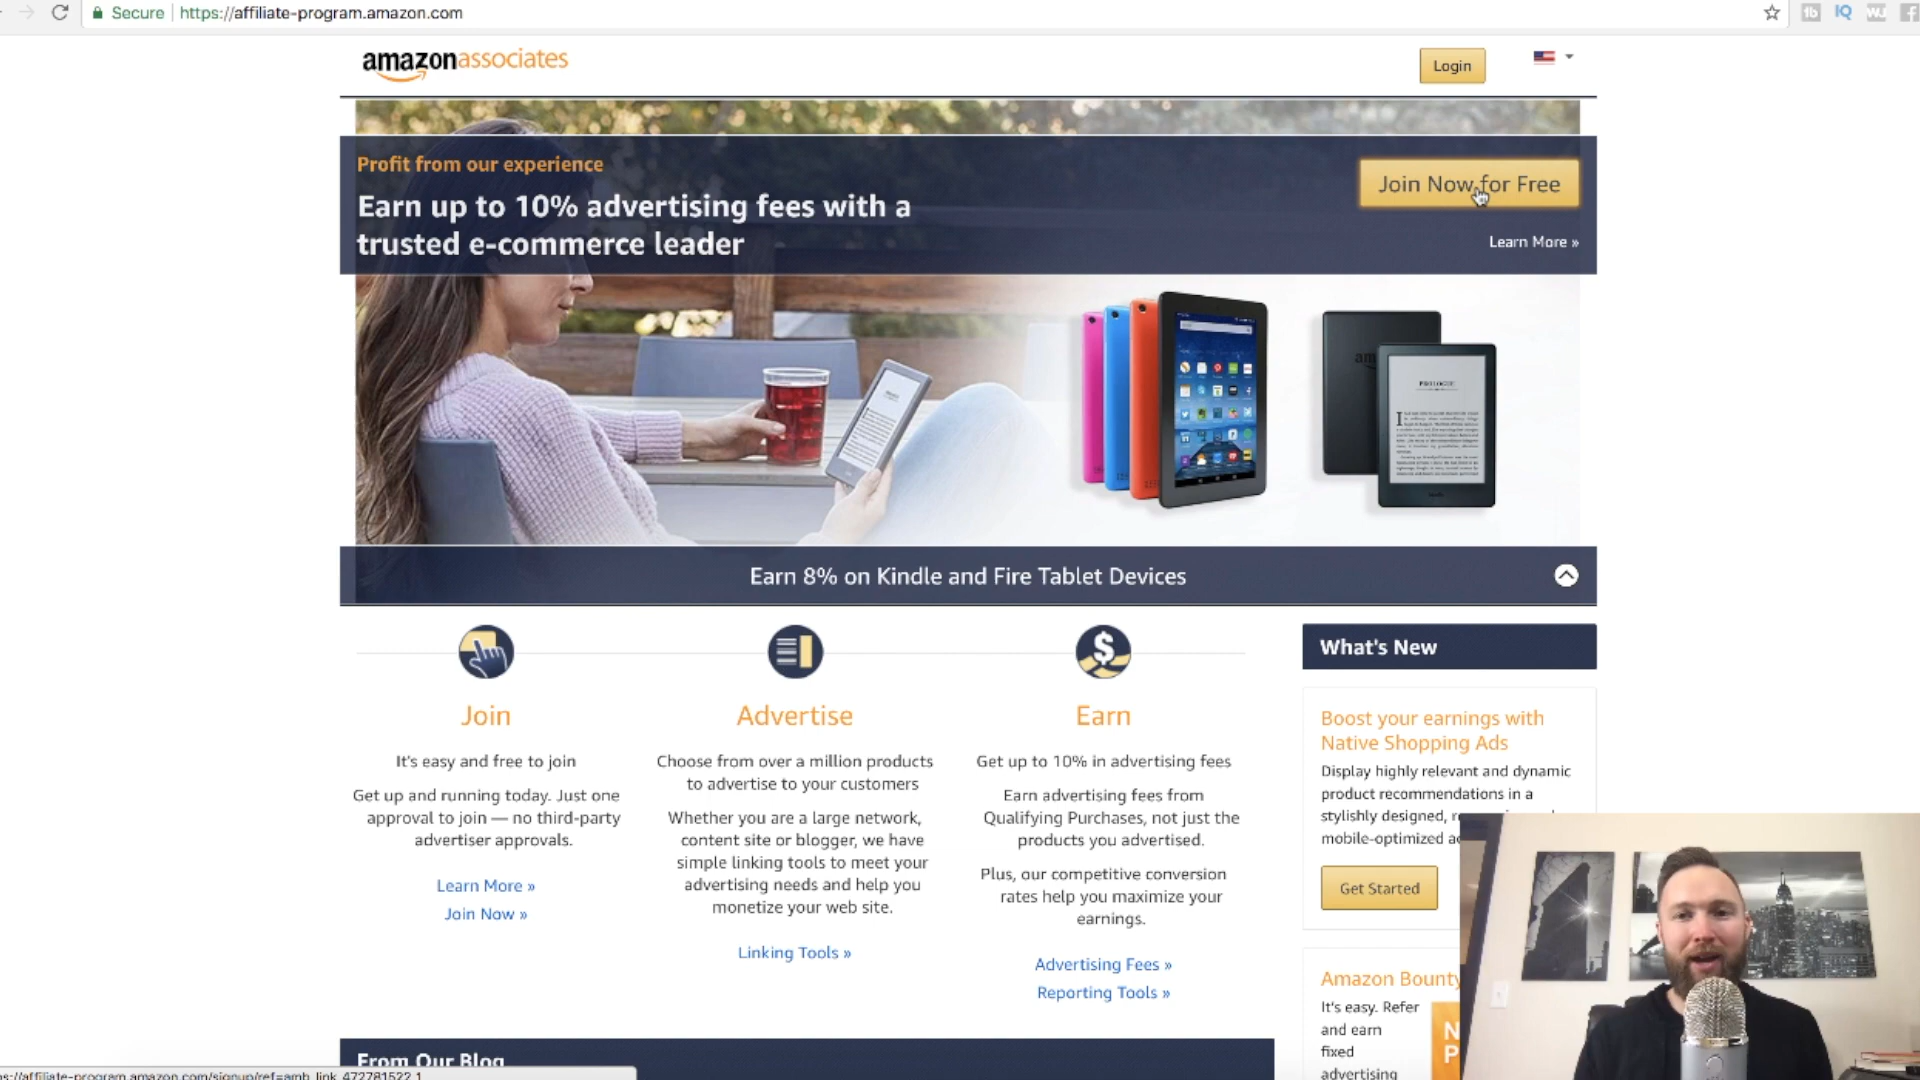 Secure
https://affiliate-program.amazon.com
amazonassociates
Login
Profit from our experience
Earn up to 10% advertising fees with a
trusted e-commerce leader
Join Now for Free
Learn More »
PROLOGUE
Earn 8% on Kindle and Fire Tablet Devices
Join
It's easy and free to join
Get up and running today. Just one
approval to join — no third-party
advertiser approvals.
Learn More »
Join Now »
Advertise
Choose from over a million products
to advertise to your customers
Whether you are a large network,
content site or blogger, we have
simple linking tools to meet your
advertising needs and help you
monetize your web site.
Linking Tools »
Earn
Get up to 10% in advertising fees
Earn advertising fees from
Qualifying Purchases, not just the
products you advertised.
Plus, our competitive conversion
rates help you maximize your
earnings.
Advertising Fees »
Reporting Tools »
What's New
Boost your earnings with
Native Shopping Ads
Display highly relevant and dynamic
product recommendations in a
stylishly designed,
mobile-optimized
Get Started
Amazon Bounty
It's easy. Refer
and earn
fixed
advertising
From Our Blog
s://affiliate-program.amazon.com/signup/ref=amb_link_472781522_1